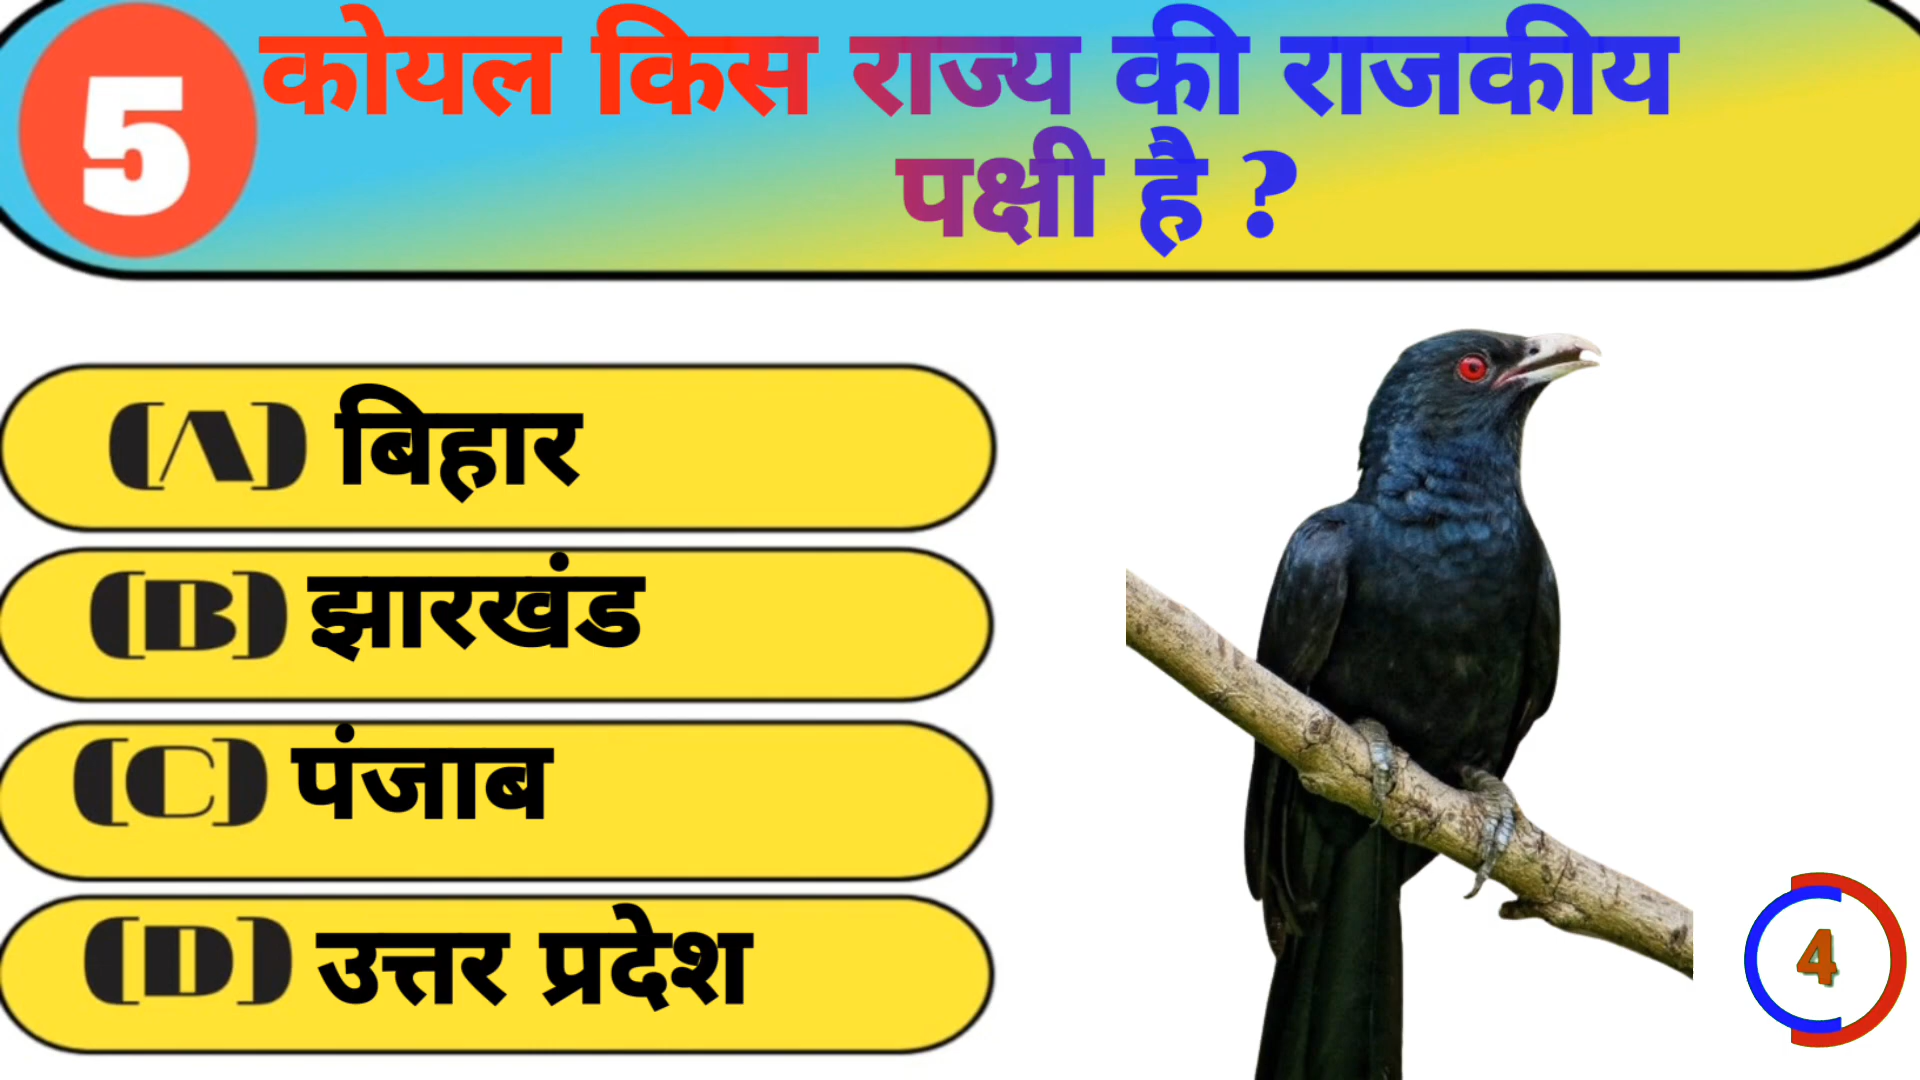 5
कोयल किस राज्य की राजकीय
पक्षी है ?
(A) बिहार
(B) झारखंड
(C) पंजाब
(D) उत्तर प्रदेश
4